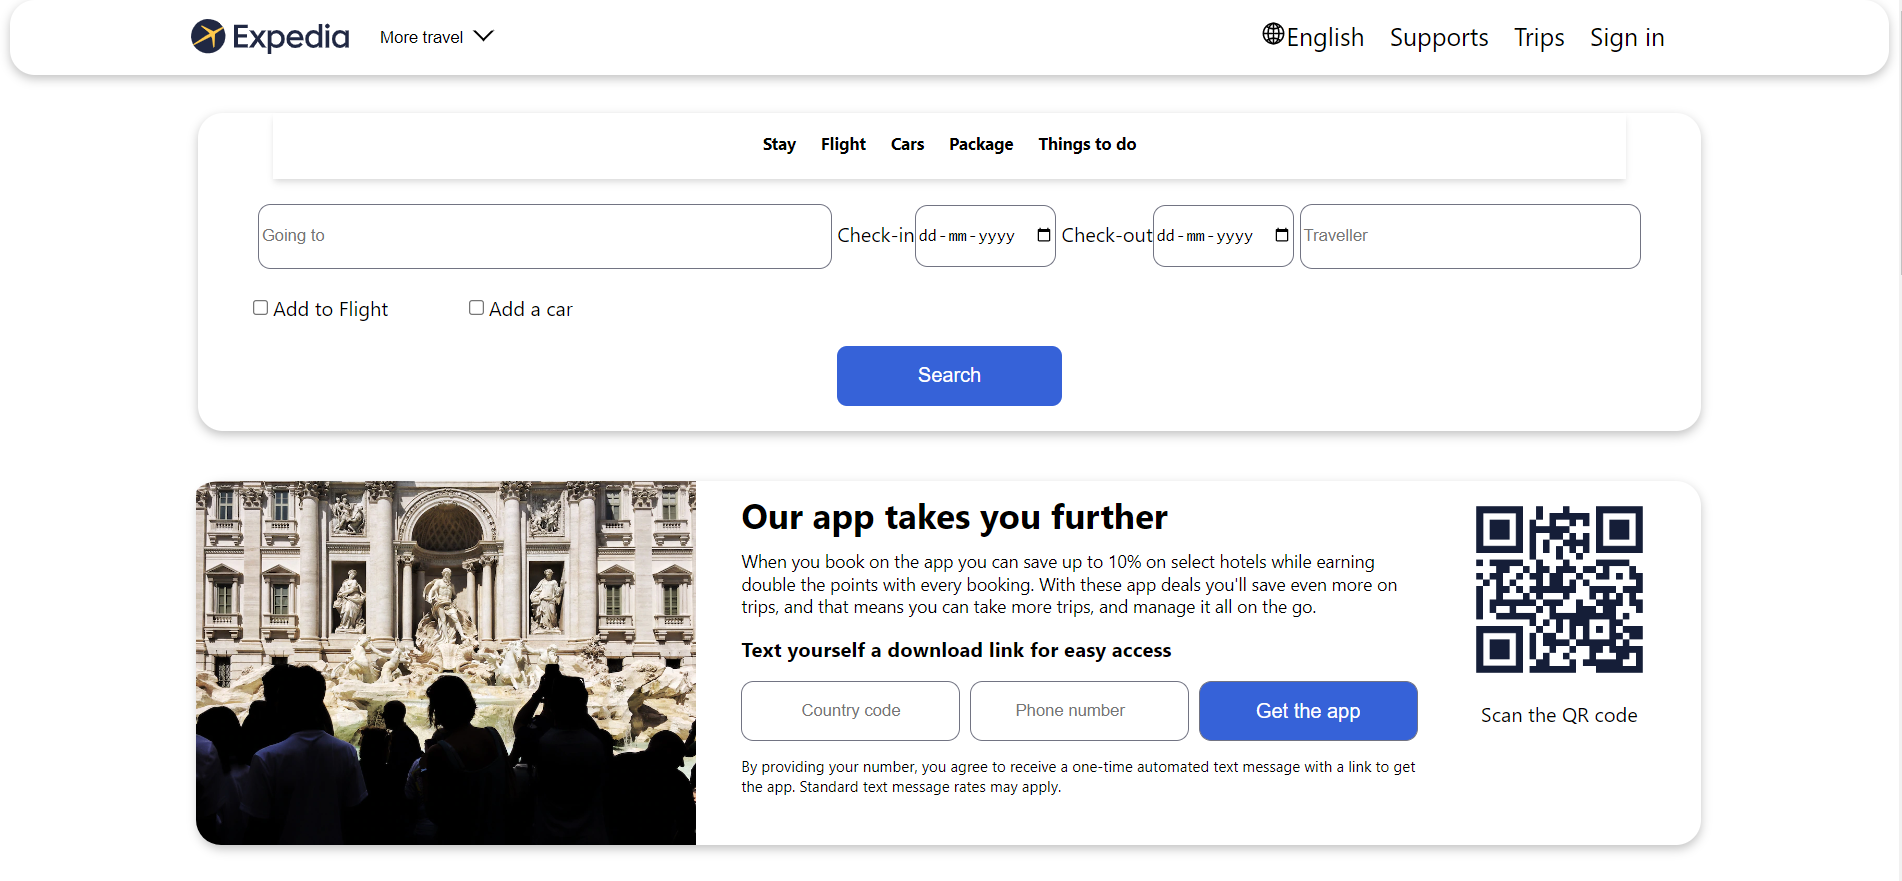 Expedia More travel English Supports Trips Sign in
Stay Flight Cars Package Things to do
Going to Check-in dd-mm-yyyy Check-out dd-mm-yyyy Traveller
Add to Flight Add a car
Search
Our app takes you further
When you book on the app you can save up to 10% on select hotels while earning
double the points with every booking. With these app deals you'll save even more on
trips, and that means you can take more trips, and manage it all on the go.
Text yourself a download link for easy access
Country code Phone number Get the app
Scan the QR code
By providing your number, you agree to receive a one-time automated text message with a link to get
the app. Standard text message rates may apply.